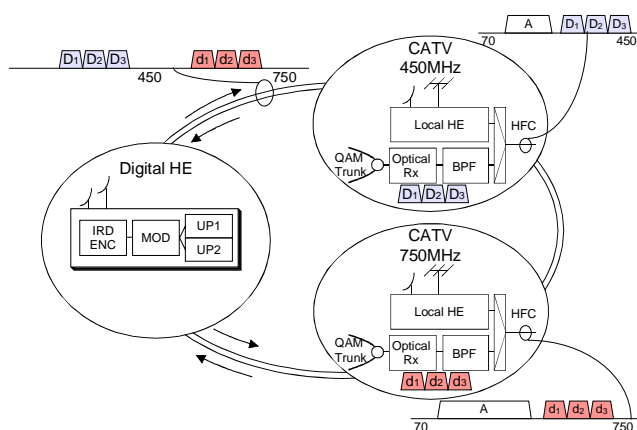 D1 D2 D3
d1 d2 d3
450
750
CATV
450MHz
Local HE
QAM
Trunk
Optical
Rx
BPF
HFC
D1 D2 D3
A
D1 D2 D3
70
450
Digital HE
IRD
ENC
MOD
UP1
UP2
CATV
750MHz
Local HE
QAM
Trunk
Optical
Rx
BPF
HFC
d1 d2 d3
A
d1 d2 d3
70
750